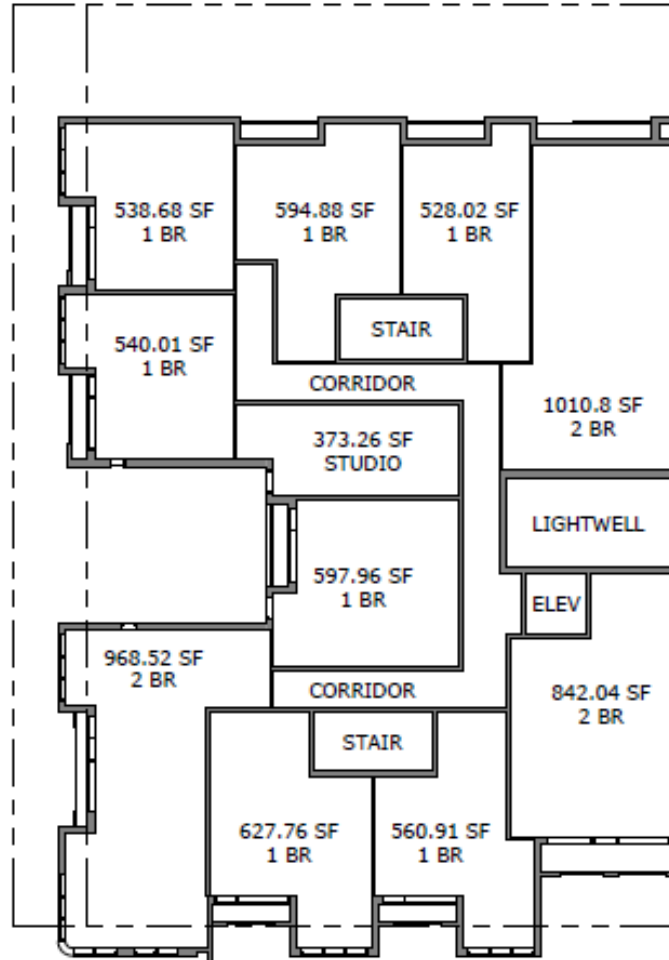 538.68 SF
1 BR
594.88 SF
1 BR
528.02 SF
1 BR
STAIR
540.01 SF
1 BR
CORRIDOR
1010.8 SF
2 BR
373.26 SF
STUDIO
LIGHTWELL
597.96 SF
1 BR
ELEV
968.52 SF
2 BR
CORRIDOR
842.04 SF
2 BR
STAIR
627.76 SF
1 BR
560.91 SF
1 BR